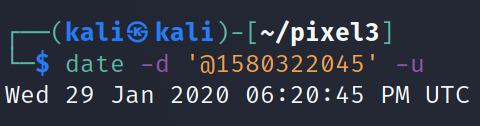 ┌──(kali㉿kali)-[~/pixel3]
└─$ date -d '@1580322045' -u
Wed 29 Jan 2020 06:20:45 PM UTC